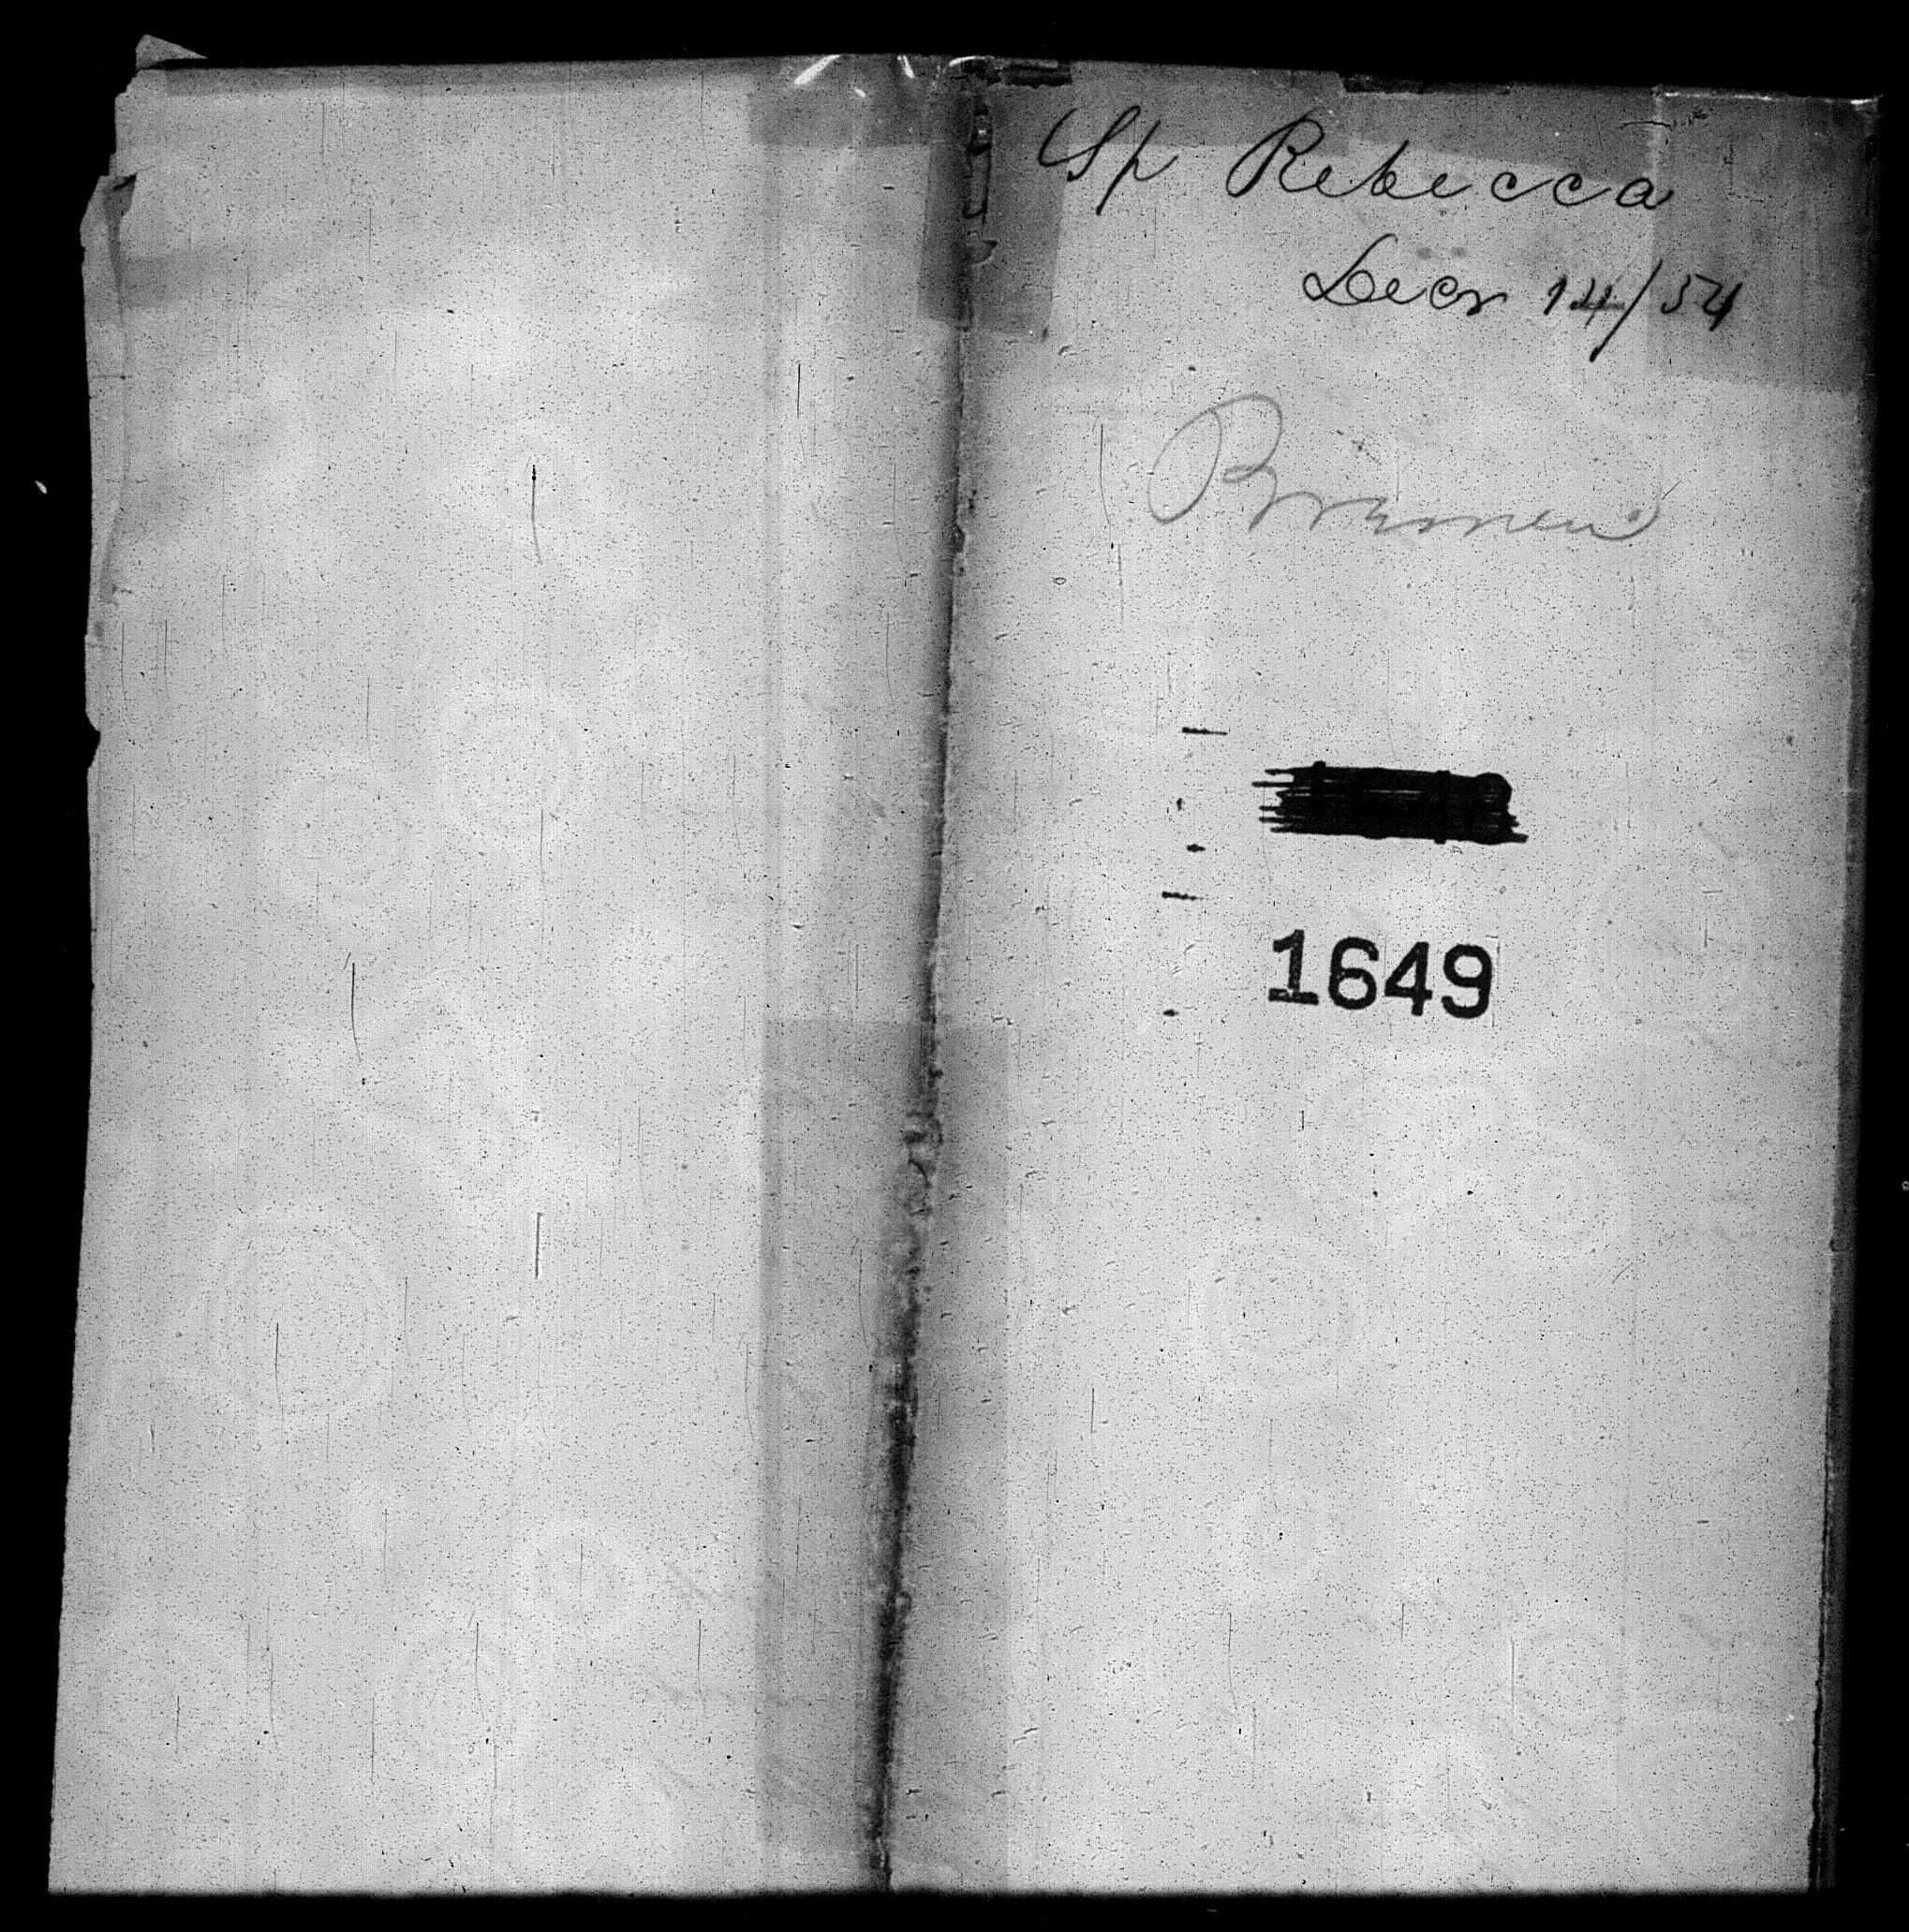 Sp Rebecca
Decr 14/54
Bremen
1649